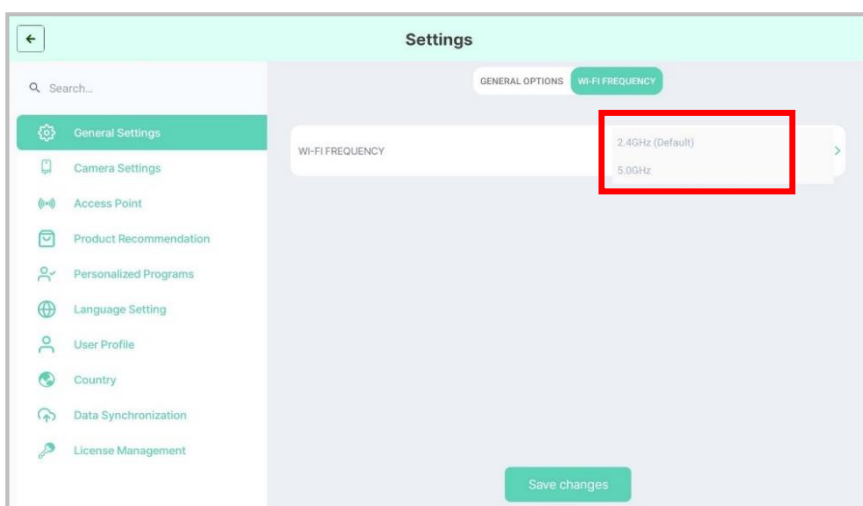 Settings
Search...
GENERAL OPTIONS WI-FI FREQUENCY
General Settings
Camera Settings
Access Point
Product Recommendation
Personalized Programs
Language Setting
User Profile
Country
Data Synchronization
License Management
WI-FI FREQUENCY
2.4GHz (Default)
5.0GHz
Save changes